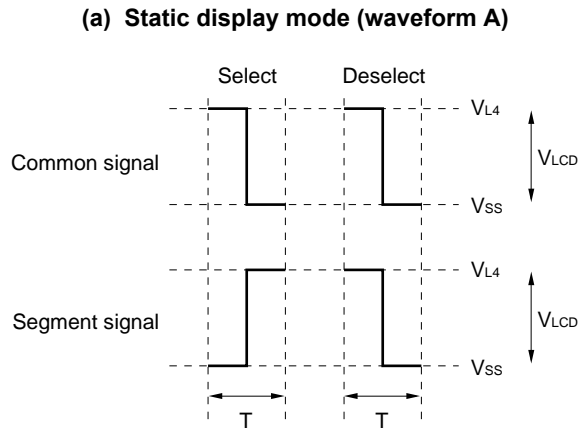 (a) Static display mode (waveform A)
Select Deselect
VL4
Common signal
VLCD
VSS
VL4
Segment signal
VLCD
VSS
T T